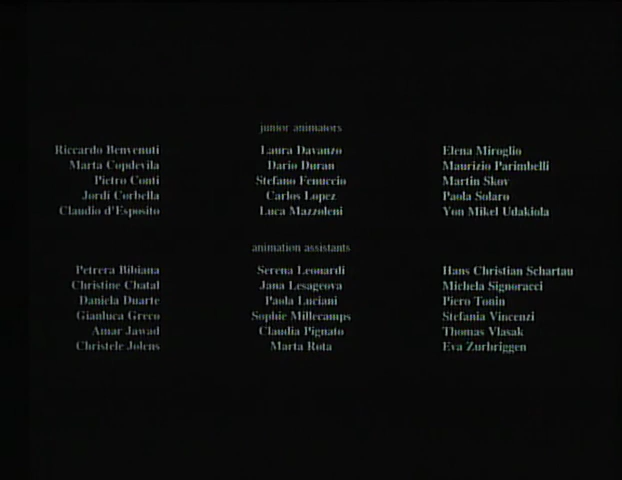 junior animators
Riccardo Benvenuti Laura Davanzo Elena Miroglio
Marta Copdevila Dario Duran Maurizio Parimbelli
Pietro Conti Stefano Fenuccio Martin Skov
Jordi Corbella Carlos Lopez Paola Solaro
Claudio d'Esposito Luca Mazzoleni Yon Mikel Udakiola
animation assistants
Petrera Bibiana Serena Leonardi Hans Christian Schartau
Christine Chatal Jana Lesageova Michela Signoracci
Daniela Duarte Paola Luciani Piero Tonin
Gianluca Greco Sophie Millecamps Stefania Vincenzi
Amar Jawad Claudia Pignato Thomas Vlasak
Christele Jolens Marta Rota Eva Zurbriggen